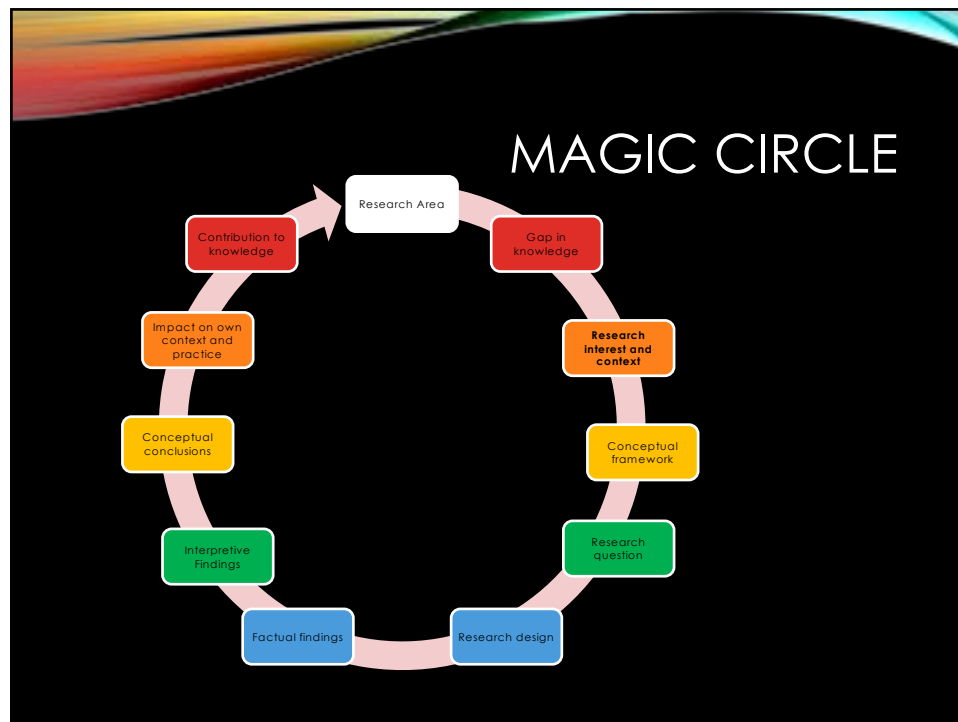 MAGIC CIRCLE
Research Area
Gap in
knowledge
Research
interest and
context
Conceptual
framework
Research
question
Research design
Factual findings
Interpretive
Findings
Conceptual
conclusions
Impact on own
context and
practice
Contribution to
knowledge